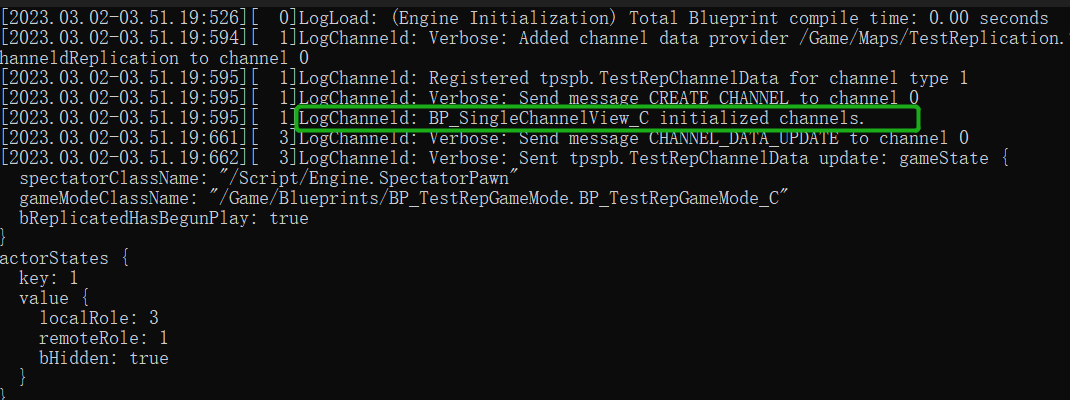 [2023.03.02-03.51.19:526][  0]LogLoad: (Engine Initialization) Total Blueprint compile time: 0.00 seconds
[2023.03.02-03.51.19:594][  1]LogChanneld: Verbose: Added channel data provider /Game/Maps/TestReplication.
hanneldReplication to channel 0
[2023.03.02-03.51.19:595][  1]LogChanneld: Registered tpspb.TestRepChannelData for channel type 1
[2023.03.02-03.51.19:595][  1]LogChanneld: Verbose: Send message CREATE_CHANNEL to channel 0
[2023.03.02-03.51.19:595][  1]LogChanneld: BP_SingleChannelView_C initialized channels.
[2023.03.02-03.51.19:661][  3]LogChanneld: Verbose: Send message CHANNEL_DATA_UPDATE to channel 0
[2023.03.02-03.51.19:662][  3]LogChanneld: Verbose: Sent tpspb.TestRepChannelData update: gameState {
  spectatorClassName: "/Script/Engine.SpectatorPawn"
  gameModeClassName: "/Game/Blueprints/BP_TestRepGameMode.BP_TestRepGameMode_C"
  bReplicatedHasBegunPlay: true
}
actorStates {
  key: 1
  value {
    localRole: 3
    remoteRole: 1
    bHidden: true
  }
}